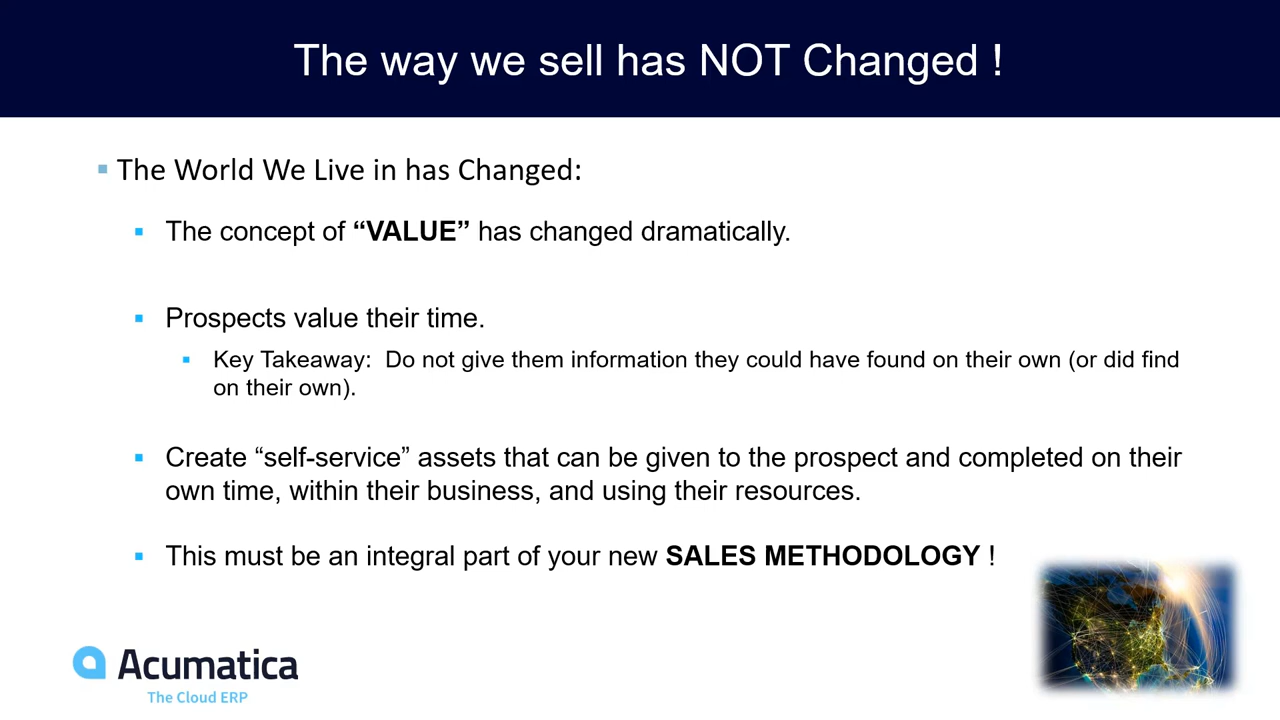 The way we sell has NOT Changed !
The World We Live in has Changed:
The concept of “VALUE” has changed dramatically.
Prospects value their time.
Key Takeaway:  Do not give them information they could have found on their own (or did find
on their own).
Create “self-service” assets that can be given to the prospect and completed on their
own time, within their business, and using their resources.
This must be an integral part of your new SALES METHODOLOGY !
Acumatica
The Cloud ERP